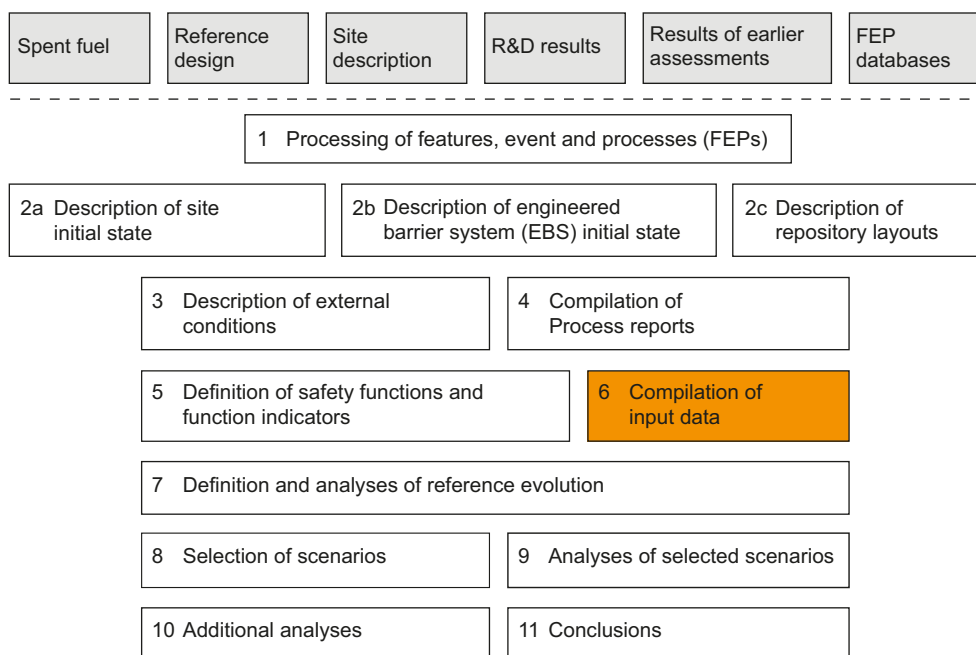 Spent fuel
Reference
design
Site
description
R&D results
Results of earlier
assessments
FEP
databases
1 Processing of features, event and processes (FEPs)
2a Description of site
initial state
2b Description of engineered
barrier system (EBS) initial state
2c Description of
repository layouts
3 Description of external
conditions
4 Compilation of
Process reports
5 Definition of safety functions and
function indicators
6 Compilation of
input data
7 Definition and analyses of reference evolution
8 Selection of scenarios
9 Analyses of selected scenarios
10 Additional analyses
11 Conclusions